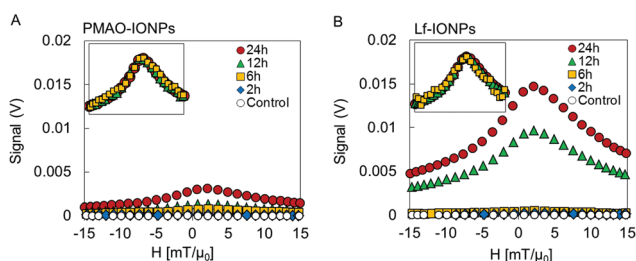 A
PMAO-IONPs
0.02
0.015
0.01
0.005
0
Signal (V)
24h
12h
6h
2h
Control
-15 -10 -5 0 5 10 15
H [mT/µ₀]
B
Lf-IONPs
0.02
0.015
0.01
0.005
0
Signal (V)
24h
12h
6h
2h
Control
-15 -10 -5 0 5 10 15
H [mT/µ₀]